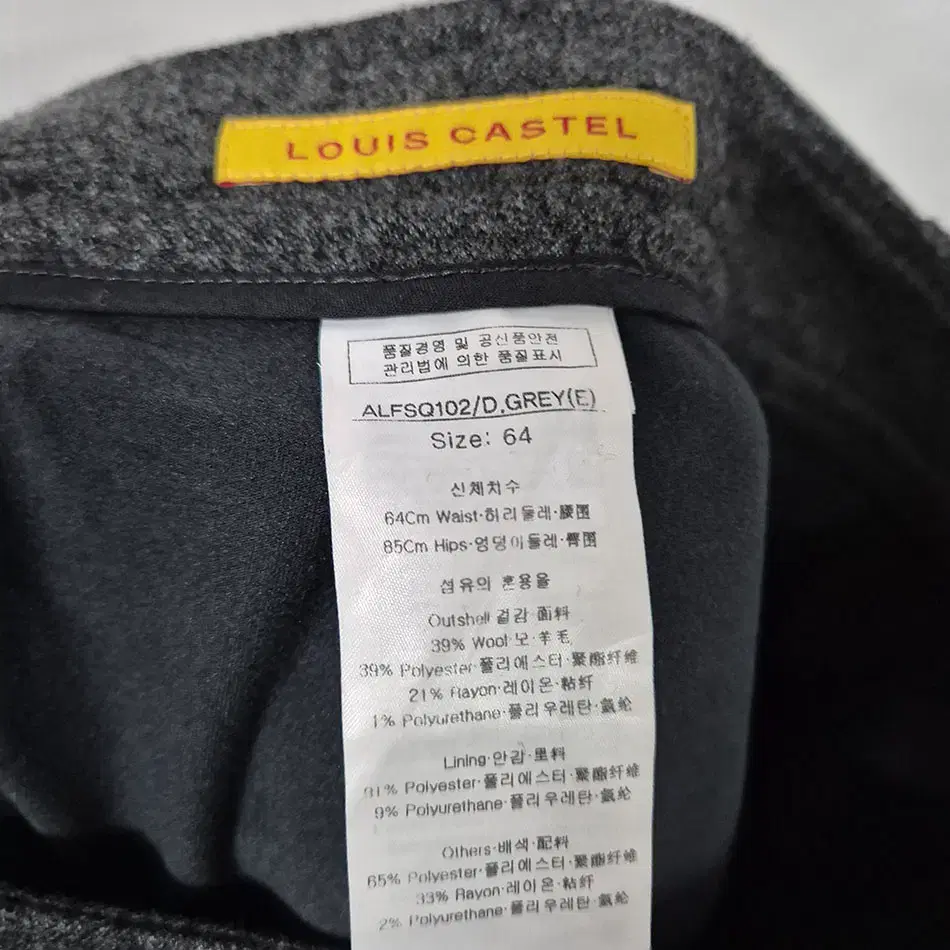 LOUIS CASTEL
품질경영 및 공산품안전
관리법에 의한 품질표시
ALFSQ102/D.GREY(E)
Size: 64
신체치수
64Cm Waist·허리둘레·腰围
85Cm Hips·엉덩이둘레·臀围
섬유의 혼용율
Outshell·겉감·面料
39% Wool·모·羊毛
39% Polyester·폴리에스터·聚酯纤维
21% Rayon·레이온·粘纤
1% Polyurethane·폴리우레탄·氨纶
Lining·안감·里料
91% Polyester·폴리에스터·聚酯纤维
9% Polyurethane·폴리우레탄·氨纶
Others·배색·配料
65% Polyester·폴리에스터·聚酯纤维
33% Rayon·레이온·粘纤
2% Polyurethane·폴리우레탄·氨纶